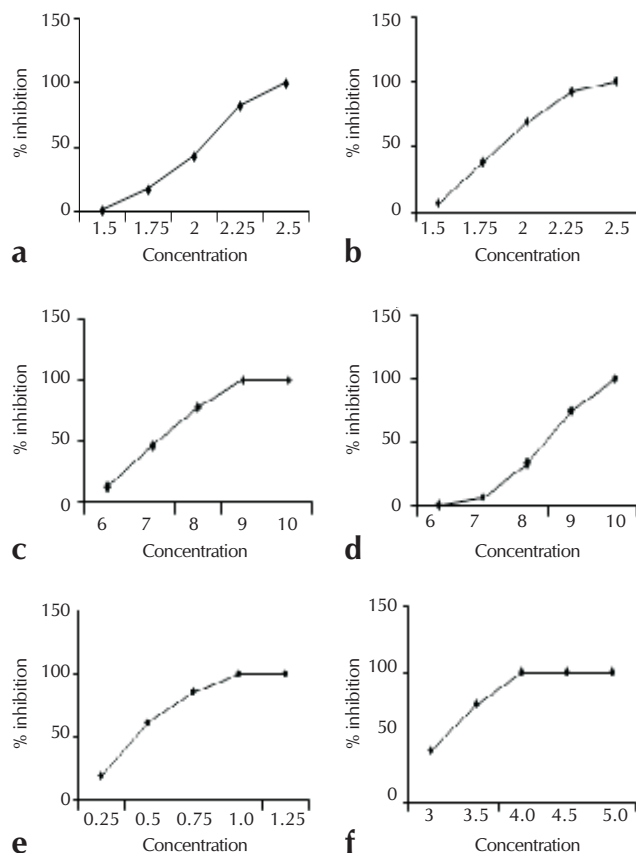 150
100
50
0
% inhibition
1.5 1.75 2 2.25 2.5
a Concentration
150
100
50
0
% inhibition
1.5 1.75 2 2.25 2.5
b Concentration
150
100
50
0
% inhibition
6 7 8 9 10
c Concentration
150
100
50
0
% inhibition
6 7 8 9 10
d Concentration
150
100
50
0
% inhibition
0.25 0.5 0.75 1.0 1.25
e Concentration
150
100
50
0
% inhibition
3 3.5 4.0 4.5 5.0
f Concentration